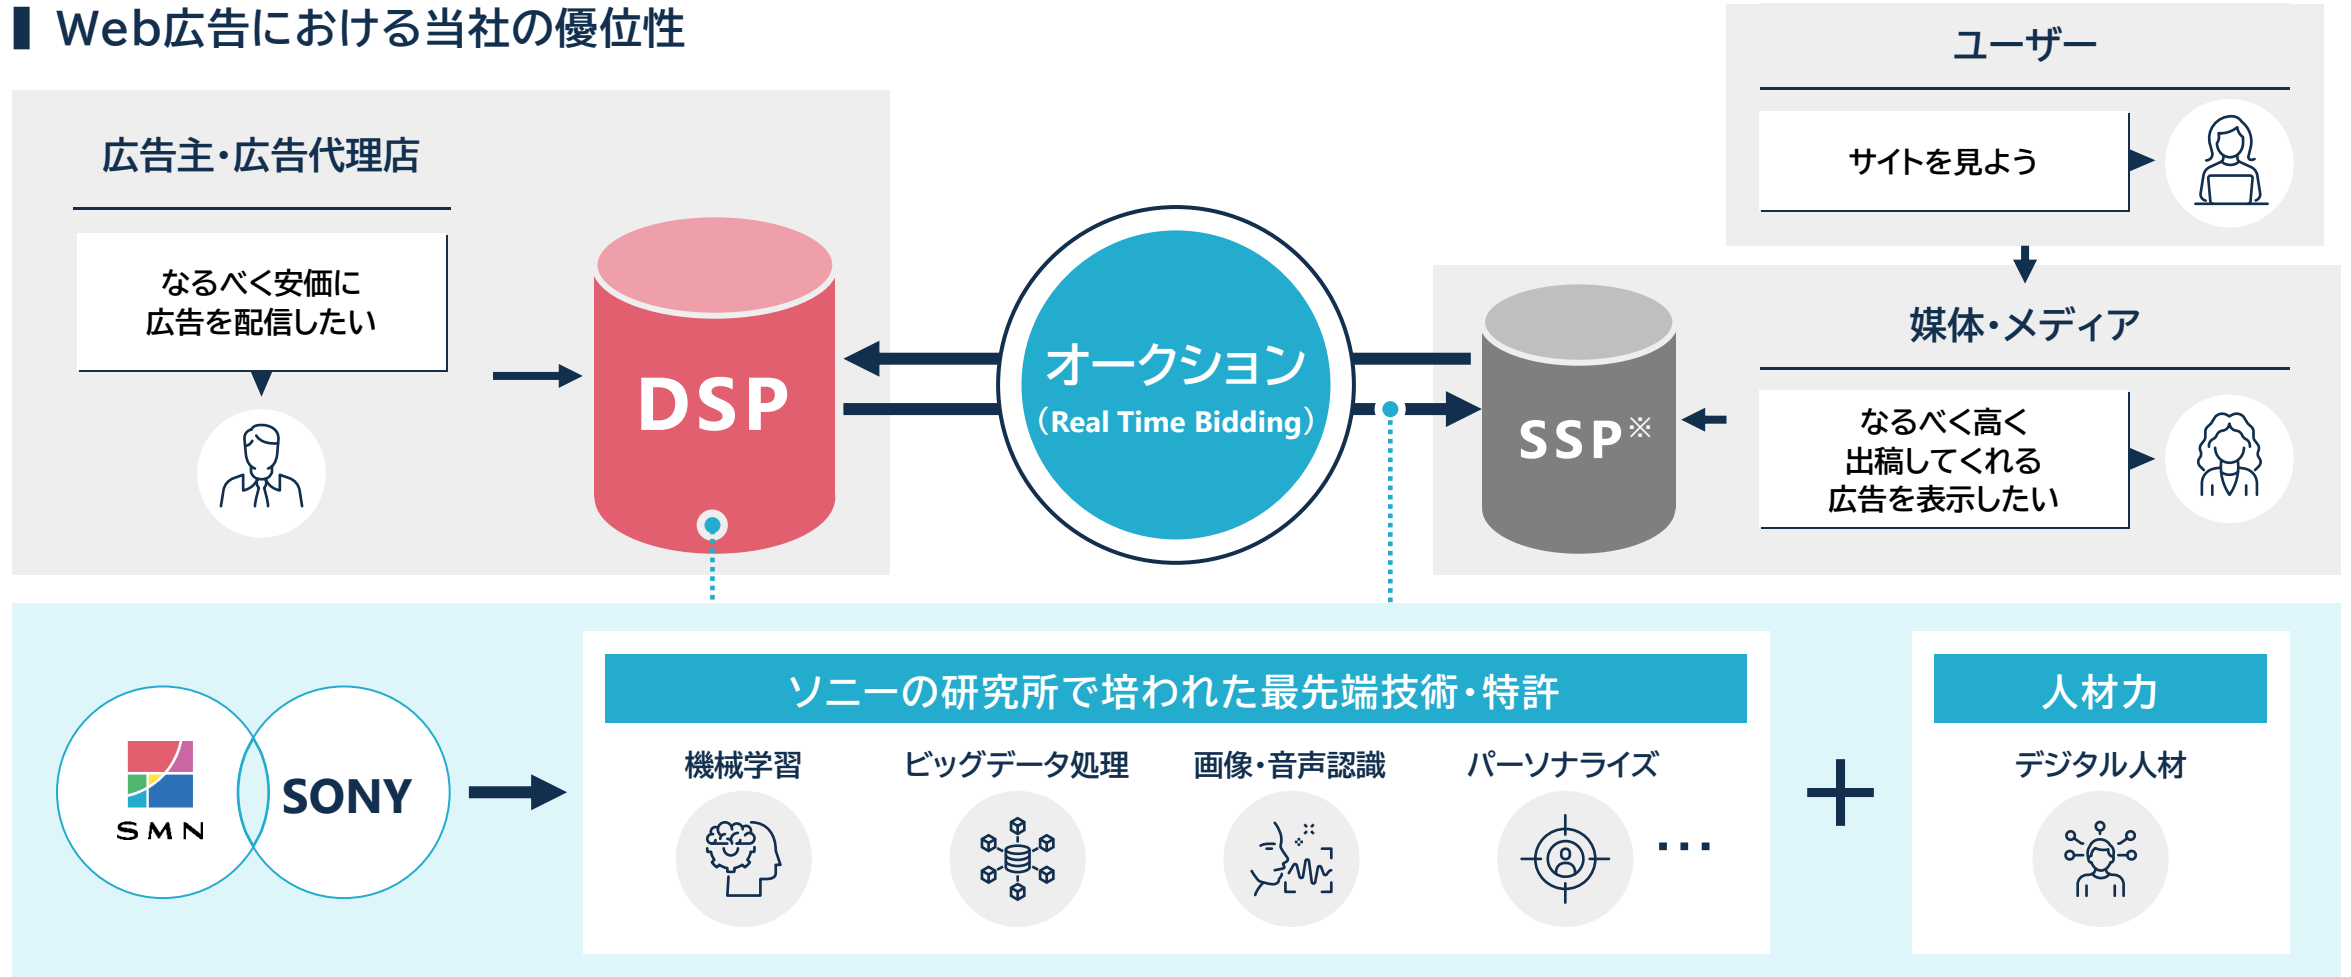 Web広告における当社の優位性
広告主・広告代理店
なるべく安価に
広告を配信したい
DSP
オークション
（Real Time Bidding）
ユーザー
サイトを見よう
媒体・メディア
SSP※
なるべく高く
出稿してくれる
広告を表示したい
SMN
SONY
ソニーの研究所で培われた最先端技術・特許
機械学習
ビッグデータ処理
画像・音声認識
パーソナライズ
...
人材力
デジタル人材